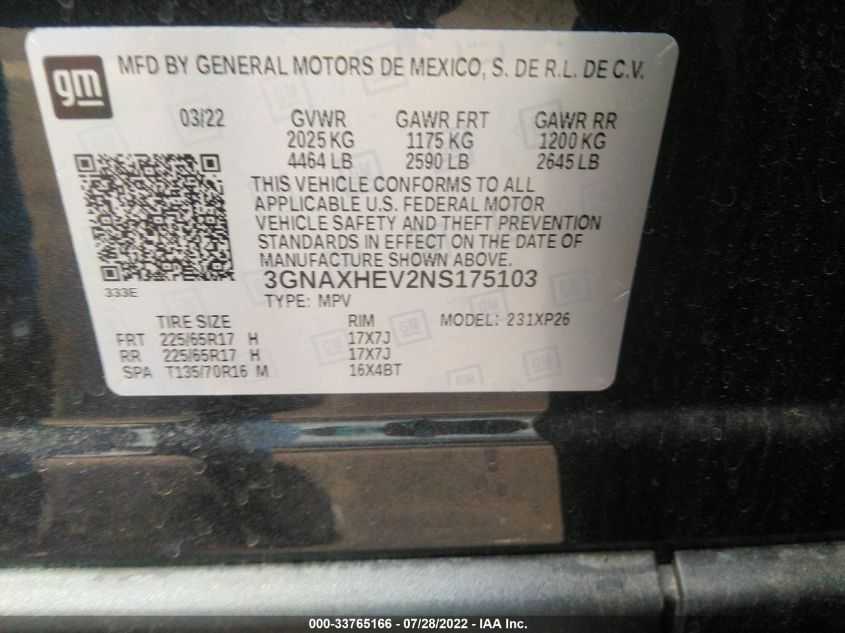 gm MFD BY GENERAL MOTORS DE MEXICO, S. DE R.L. DE C.V.
03/22 GVWR GAWR FRT GAWR RR
2025 KG 1175 KG 1200 KG
4464 LB 2590 LB 2645 LB
THIS VEHICLE CONFORMS TO ALL
APPLICABLE U.S. FEDERAL MOTOR
VEHICLE SAFETY AND THEFT PREVENTION
STANDARDS IN EFFECT ON THE DATE OF
MANUFACTURE SHOWN ABOVE.
333E 3GNAXHEV2NS175103
TYPE: MPV
TIRE SIZE RIM MODEL: 231XP26
FRT 225/65R17 H 17X7J
RR 225/65R17 H 17X7J
SPA T135/70R16 M 16X4BT
000-33765166 - 07/28/2022 - IAA Inc.